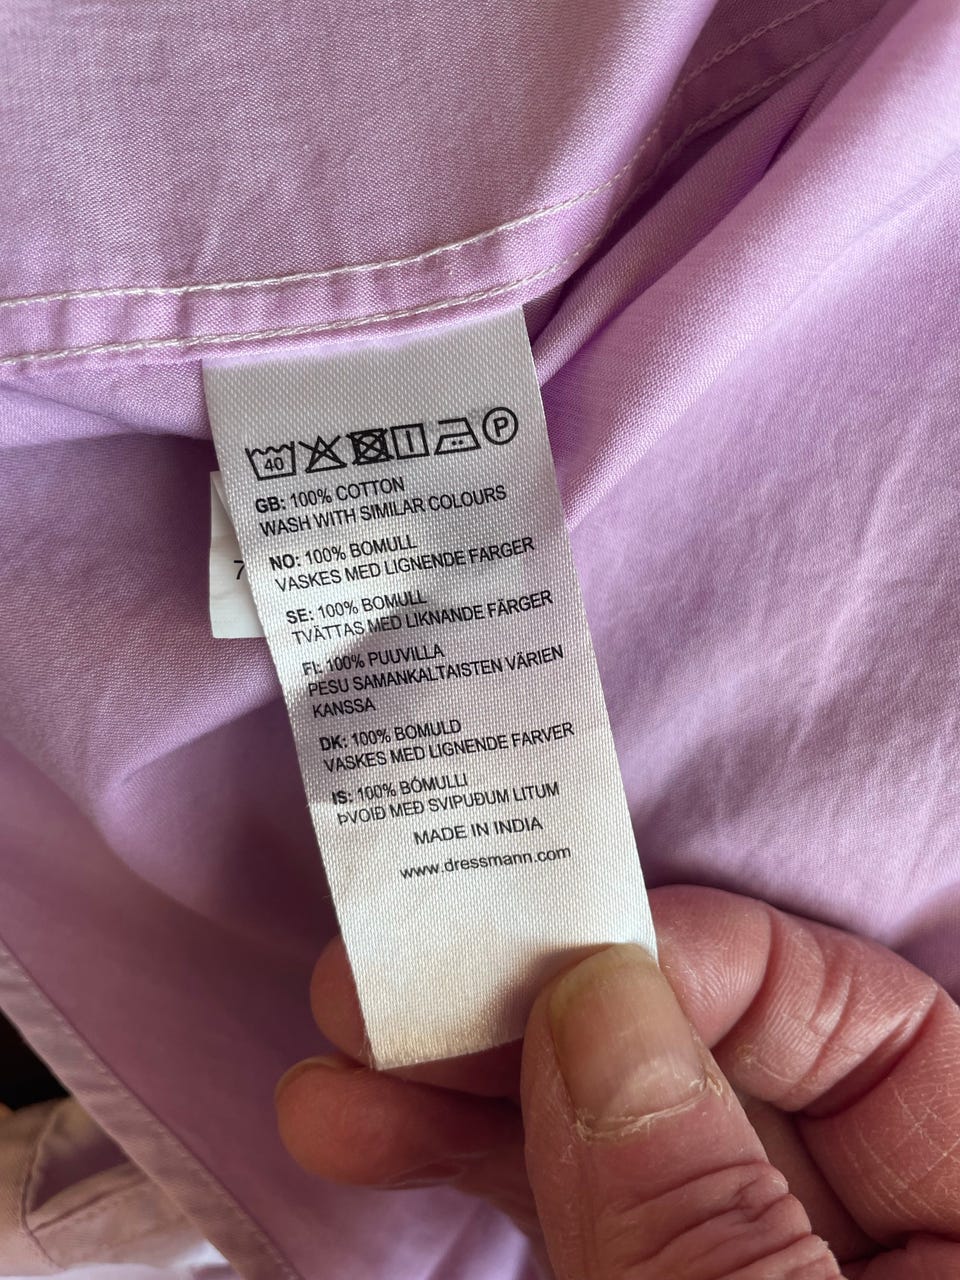 40 P
GB: 100% COTTON
WASH WITH SIMILAR COLOURS
NO: 100% BOMULL
VASKES MED LIGNENDE FARGER
SE: 100% BOMULL
TVÄTTAS MED LIKNANDE FÄRGER
FI: 100% PUUVILLA
PESU SAMANKALTAISTEN VÄRIEN
KANSSA
DK: 100% BOMULD
VASKES MED LIGNENDE FARVER
IS: 100% BÓMULLI
ÞVOIÐ MEÐ SVIPUÐUM LITUM
MADE IN INDIA
www.dressmann.com
7